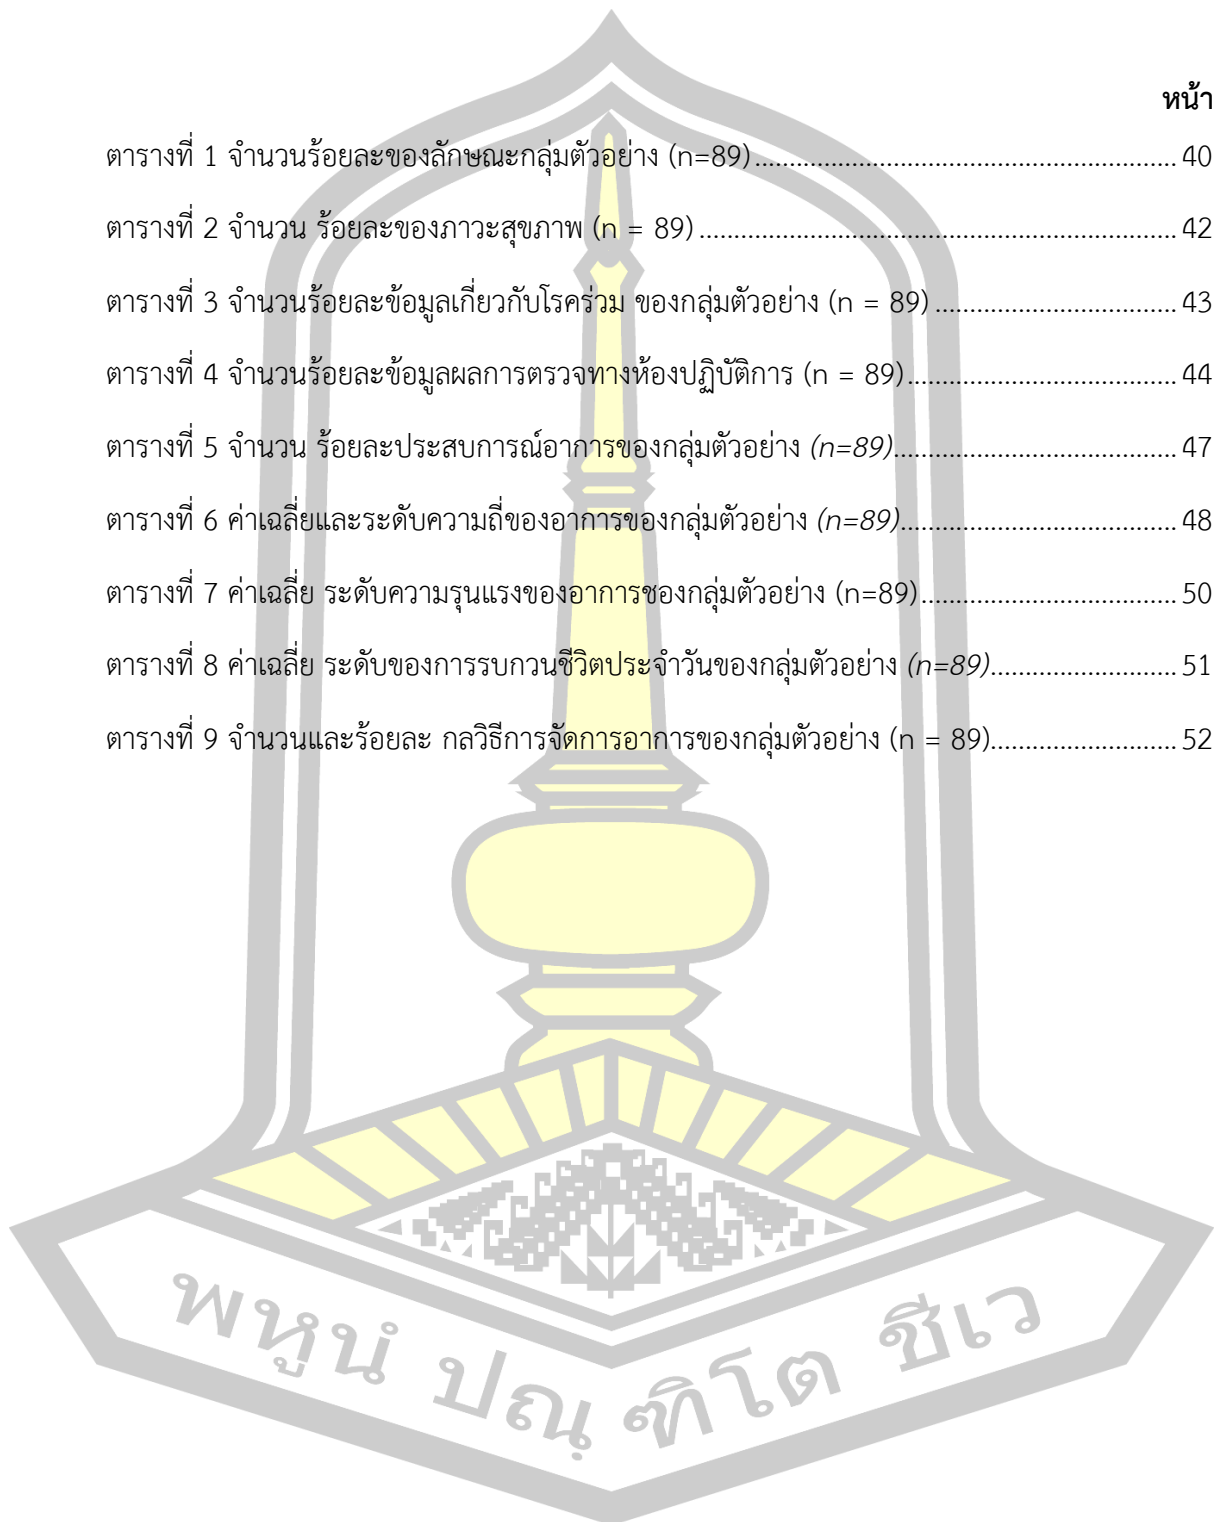 หน้า
ตารางที่ 1 จำนวนร้อยละของลักษณะกลุ่มตัวอย่าง (n=89) 40
ตารางที่ 2 จำนวน ร้อยละของภาวะสุขภาพ (n = 89) 42
ตารางที่ 3 จำนวนร้อยละข้อมูลเกี่ยวกับโรคร่วม ของกลุ่มตัวอย่าง (n = 89) 43
ตารางที่ 4 จำนวนร้อยละข้อมูลผลการตรวจทางห้องปฏิบัติการ (n = 89) 44
ตารางที่ 5 จำนวน ร้อยละประสบการณ์อาการของกลุ่มตัวอย่าง (n=89) 47
ตารางที่ 6 ค่าเฉลี่ยและระดับความถี่ของอาการของกลุ่มตัวอย่าง (n=89) 48
ตารางที่ 7 ค่าเฉลี่ย ระดับความรุนแรงของอาการชองกลุ่มตัวอย่าง (n=89) 50
ตารางที่ 8 ค่าเฉลี่ย ระดับของการรบกวนชีวิตประจำวันของกลุ่มตัวอย่าง (n=89) 51
ตารางที่ 9 จำนวนและร้อยละ กลวิธีการจัดการอาการของกลุ่มตัวอย่าง (n = 89) 52
พหูนํ ปณฺ ฑิโต ชีเว